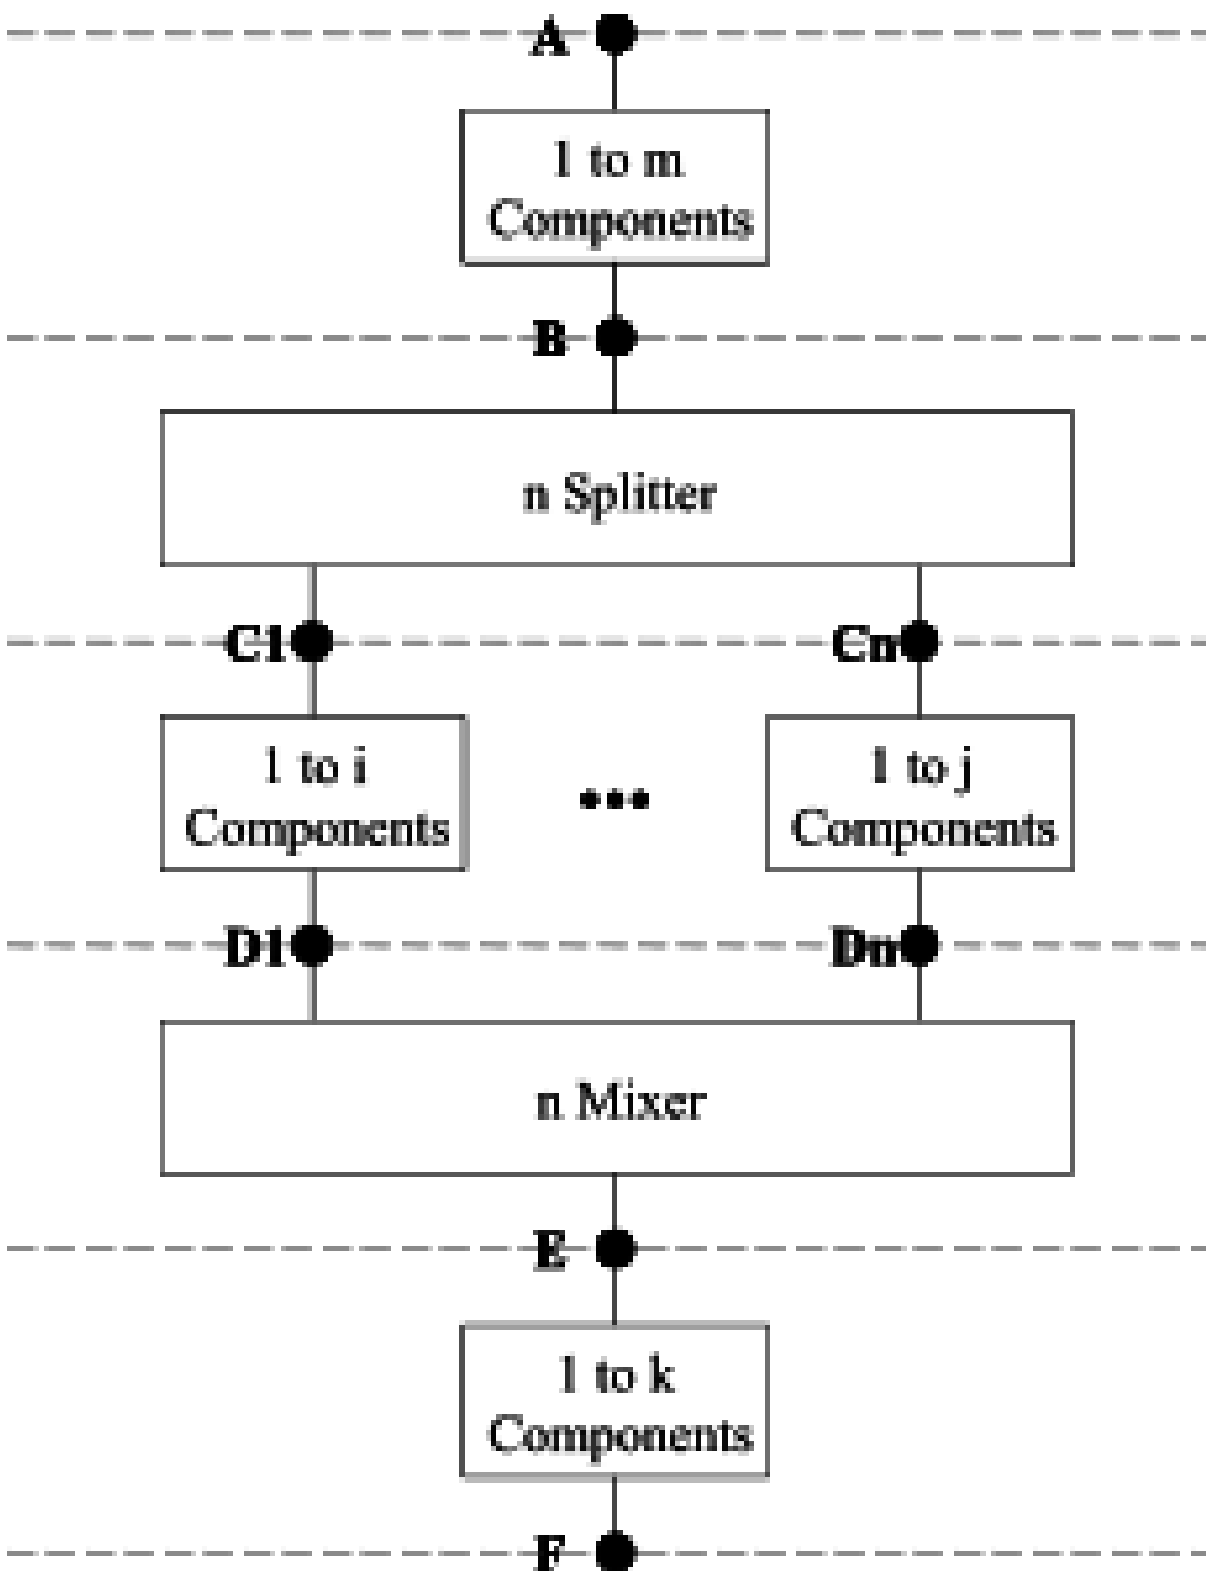 A
1 to m
Components
B
n Splitter
C1
Cn
1 to i
Components
•••
1 to j
Components
D1
Dn
n Mixer
E
1 to k
Components
F